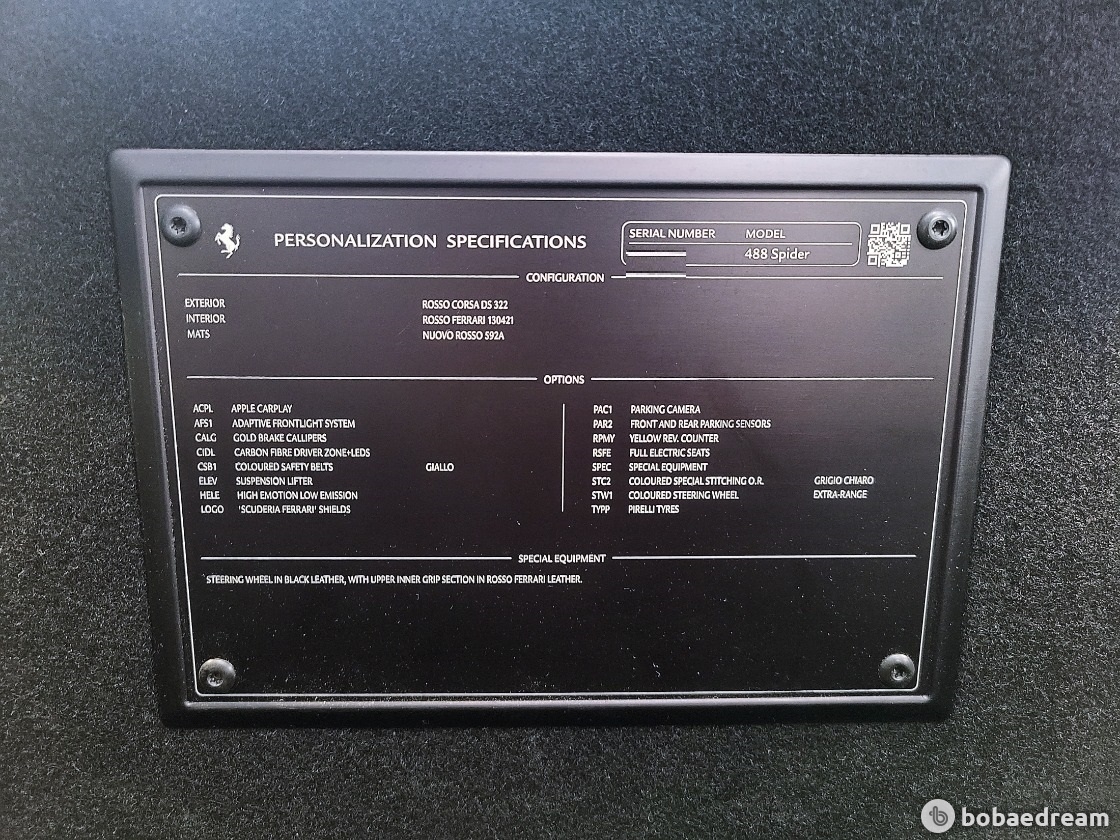 PERSONALIZATION SPECIFICATIONS
SERIAL NUMBER MODEL
488 Spider
CONFIGURATION
EXTERIOR ROSSO CORSA DS 322
INTERIOR ROSSO FERRARI 130421
MATS NUOVO ROSSO 592A
OPTIONS
ACPL APPLE CARPLAY
AFS1 ADAPTIVE FRONTLIGHT SYSTEM
CALG GOLD BRAKE CALLIPERS
CIDL CARBON FIBRE DRIVER ZONE+LEDS
CSB1 COLOURED SAFETY BELTS GIALLO
ELEV SUSPENSION LIFTER
HELE HIGH EMOTION LOW EMISSION
LOGO 'SCUDERIA FERRARI' SHIELDS
PAC1 PARKING CAMERA
PAR2 FRONT AND REAR PARKING SENSORS
RPMY YELLOW REV. COUNTER
RSFE FULL ELECTRIC SEATS
SPEC SPECIAL EQUIPMENT
STC2 COLOURED SPECIAL STITCHING O.R. GRIGIO CHIARO
STW1 COLOURED STEERING WHEEL EXTRA-RANGE
TYPP PIRELLI TYRES
SPECIAL EQUIPMENT
STEERING WHEEL IN BLACK LEATHER, WITH UPPER INNER GRIP SECTION IN ROSSO FERRARI LEATHER.
bobaedream